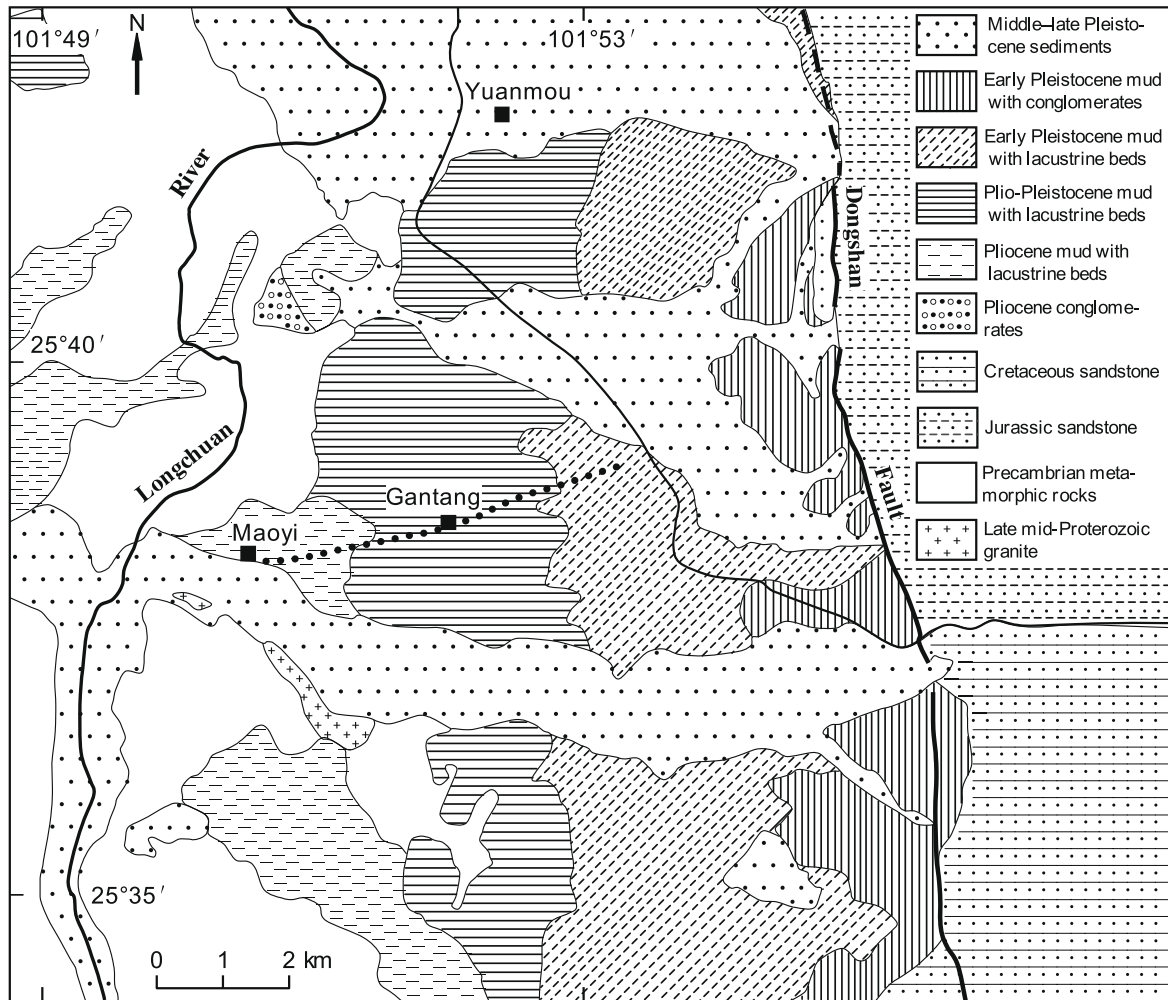 101°49′
N
101°53′
Yuanmou
River
Dongshan
25°40′
Longchuan
Gantang
Fault
Maoyi
25°35′
0 1 2 km
Middle–late Pleisto-
cene sediments
Early Pleistocene mud
with conglomerates
Early Pleistocene mud
with lacustrine beds
Plio-Pleistocene mud
with lacustrine beds
Pliocene mud with
lacustrine beds
Pliocene conglome-
rates
Cretaceous sandstone
Jurassic sandstone
Precambrian meta-
morphic rocks
Late mid-Proterozoic
granite